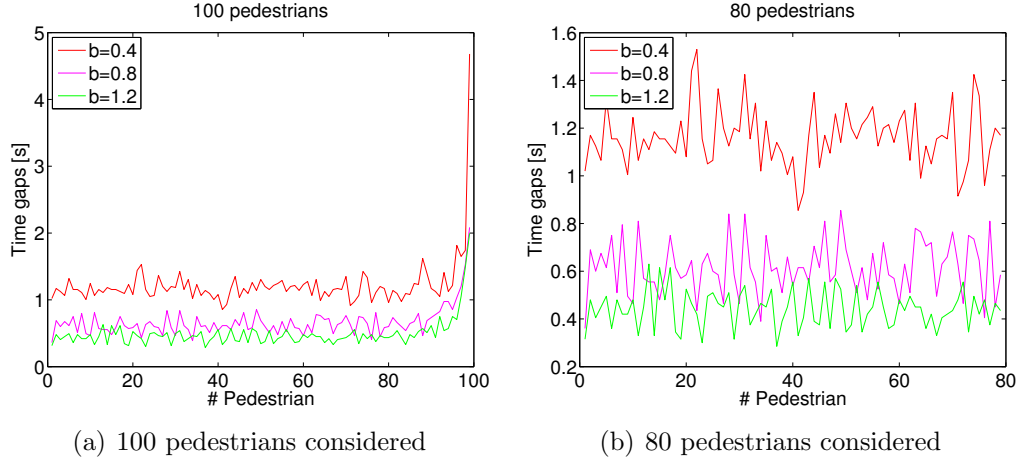 100 pedestrians
5
4
3
2
1
0
0 20 40 60 80 100
Time gaps [s]
# Pedestrian
b=0.4
b=0.8
b=1.2
(a) 100 pedestrians considered
80 pedestrians
1.6
1.4
1.2
1
0.8
0.6
0.4
0.2
0 20 40 60 80
Time gaps [s]
# Pedestrian
b=0.4
b=0.8
b=1.2
(b) 80 pedestrians considered